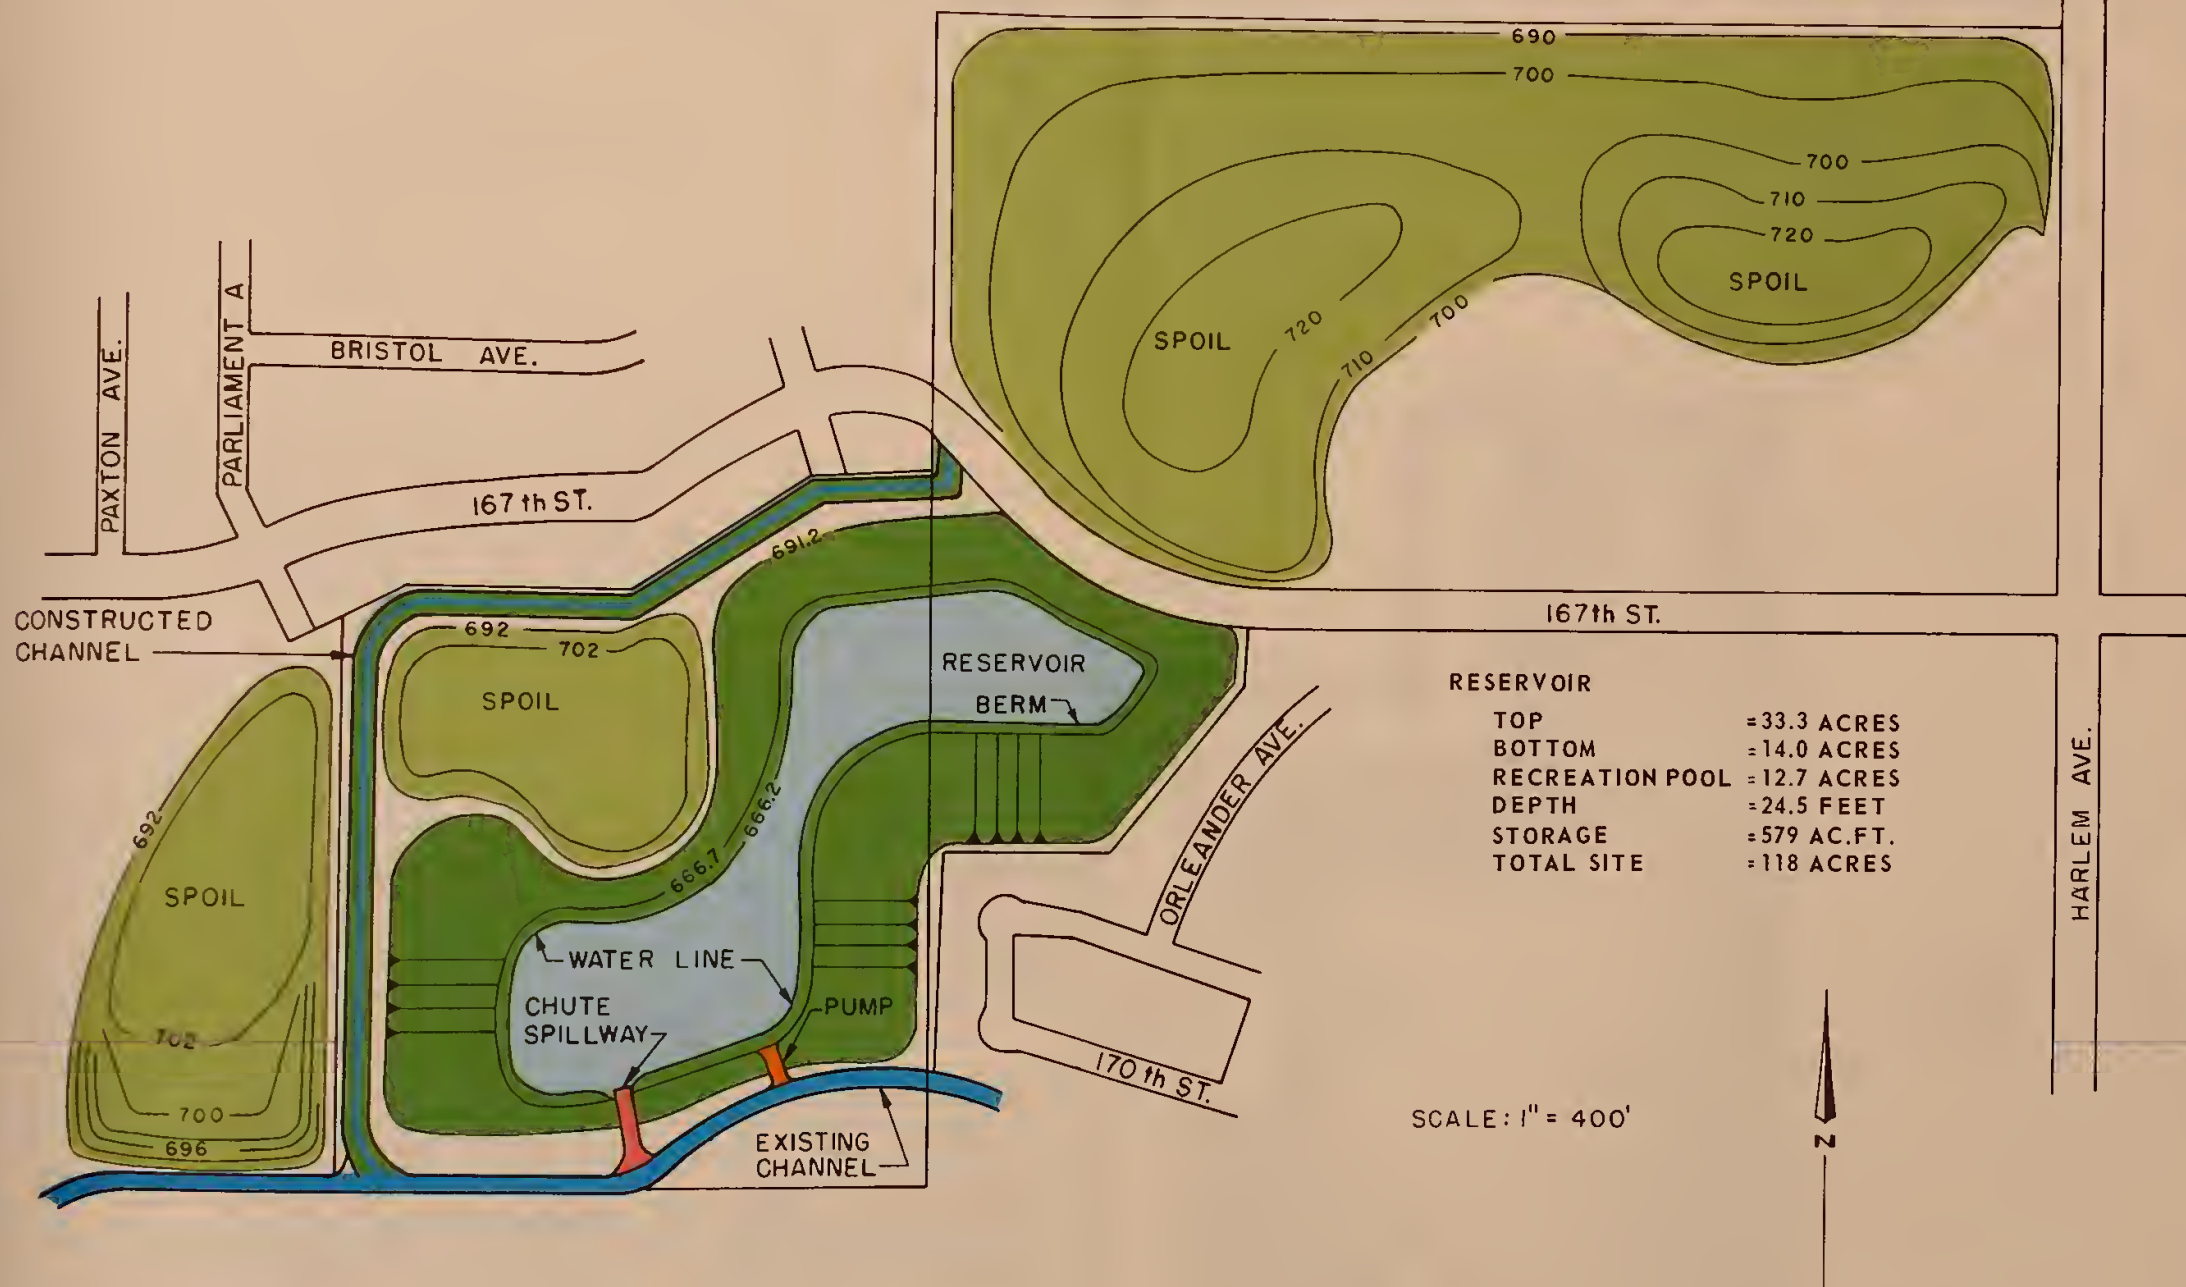 690
700
700
710
720
SPOIL
SPOIL
720
700
710
PAXTON AVE.
PARLIAMENT A
BRISTOL AVE.
167 th ST.
691.2
CONSTRUCTED
CHANNEL
692
702
SPOIL
RESERVOIR
BERM
167th ST.
RESERVOIR
TOP =33.3 ACRES
BOTTOM =14.0 ACRES
RECREATION POOL =12.7 ACRES
DEPTH =24.5 FEET
STORAGE =579 AC.FT.
TOTAL SITE =118 ACRES
ORLEANDER AVE.
HARLEM AVE.
692
SPOIL
702
700
696
666.2
666.7
WATER LINE
CHUTE
SPILLWAY
PUMP
EXISTING
CHANNEL
170 th ST.
SCALE: 1" = 400'
N